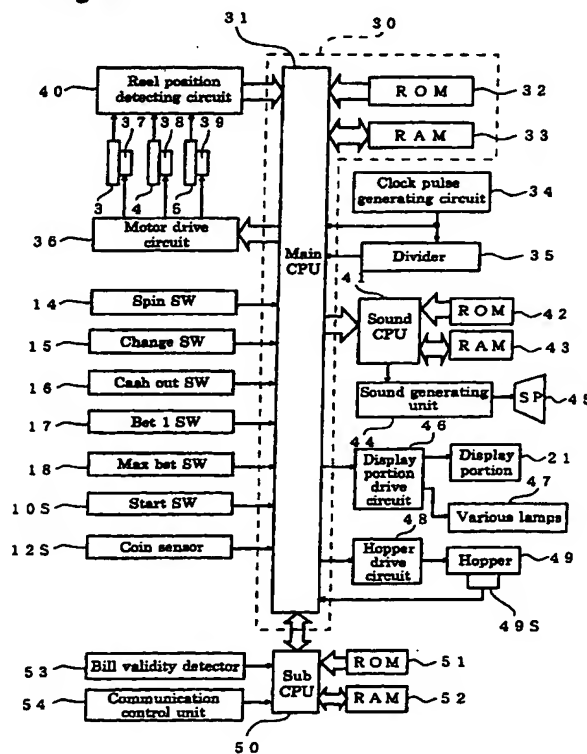 31
30
40
Reel position
detecting circuit
37 38 39
3 4 5
36
Motor drive
circuit
Main
CPU
ROM
32
RAM
33
Clock pulse
generating circuit
34
Divider
35
41
Sound
CPU
ROM
42
RAM
43
Sound generating
unit
44
SP
45
46
Display
portion drive
circuit
Display
portion
21
47
Various lamps
48
Hopper
drive
circuit
Hopper
49
49S
14
Spin SW
15
Change SW
16
Cash out SW
17
Bet 1 SW
18
Max bet SW
10S
Start SW
12S
Coin sensor
53
Bill validity detector
54
Communication
control unit
Sub
CPU
50
ROM
51
RAM
52